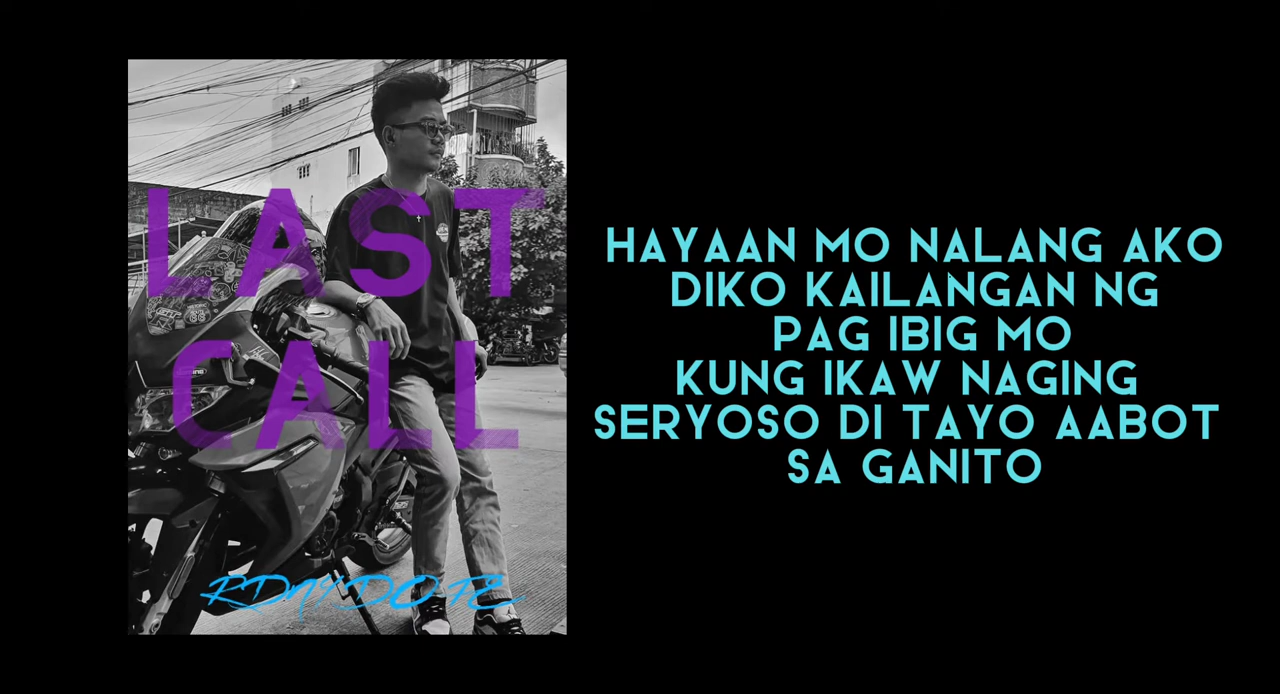 LAST
CALL
RDNYDOTE
HAYAAN MO NALANG AKO
DIKO KAILANGAN NG
PAG IBIG MO
KUNG IKAW NAGING
SERYOSO DI TAYO AABOT
SA GANITO